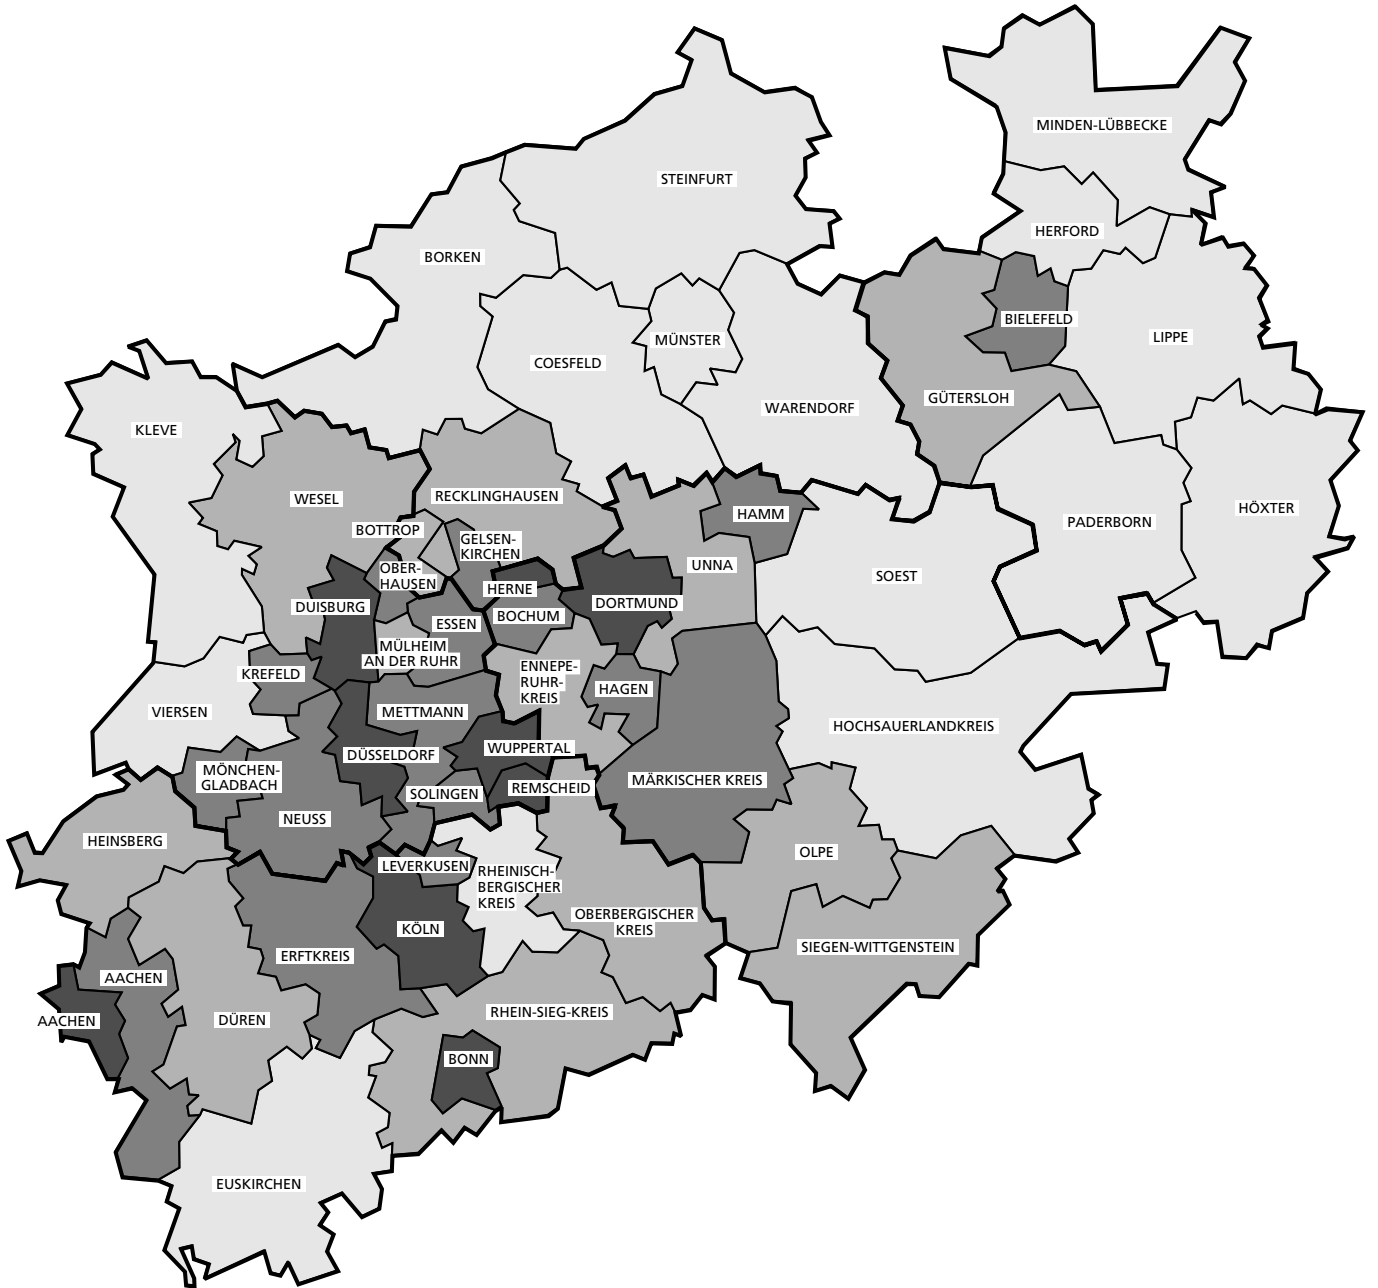 MINDEN-LÜBBECKE
STEINFURT
HERFORD
BORKEN
BIELEFELD
LIPPE
MÜNSTER
COESFELD
GÜTERSLOH
WARENDORF
KLEVE
RECKLINGHAUSEN
WESEL
HÖXTER
HAMM
PADERBORN
BOTTROP
GELSEN-
KIRCHEN
UNNA
OBER-
HAUSEN
SOEST
HERNE
DORTMUND
DUISBURG
BOCHUM
ESSEN
MÜLHEIM
AN DER RUHR
ENNEPE-
RUHR-
KREIS
KREFELD
HAGEN
VIERSEN
METTMANN
HOCHSAUERLANDKREIS
WUPPERTAL
DÜSSELDORF
MÖNCHEN-
GLADBACH
MÄRKISCHER KREIS
REMSCHEID
SOLINGEN
NEUSS
HEINSBERG
OLPE
LEVERKUSEN
RHEINISCH-
BERGISCHER
KREIS
OBERBERGISCHER
KREIS
KÖLN
SIEGEN-WITTGENSTEIN
ERFTKREIS
AACHEN
RHEIN-SIEG-KREIS
AACHEN
DÜREN
BONN
EUSKIRCHEN